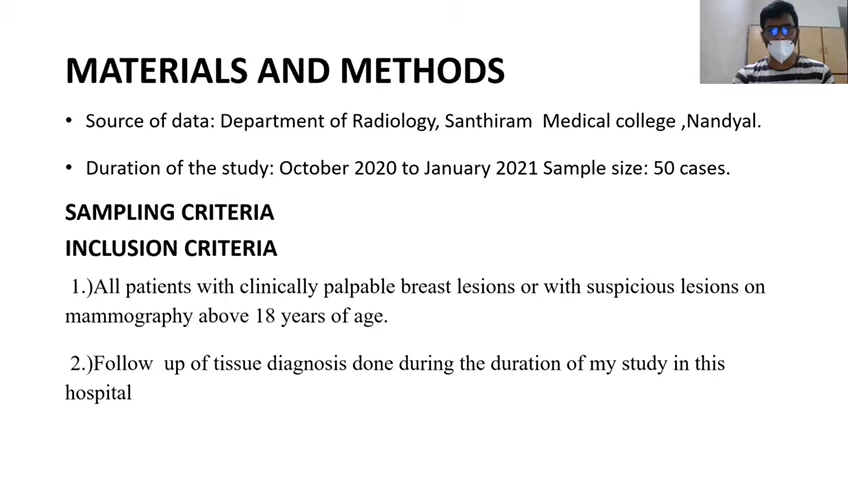 MATERIALS AND METHODS
• Source of data: Department of Radiology, Santhiram Medical college ,Nandyal.
• Duration of the study: October 2020 to January 2021 Sample size: 50 cases.
SAMPLING CRITERIA
INCLUSION CRITERIA
1.)All patients with clinically palpable breast lesions or with suspicious lesions on
mammography above 18 years of age.
2.)Follow up of tissue diagnosis done during the duration of my study in this
hospital